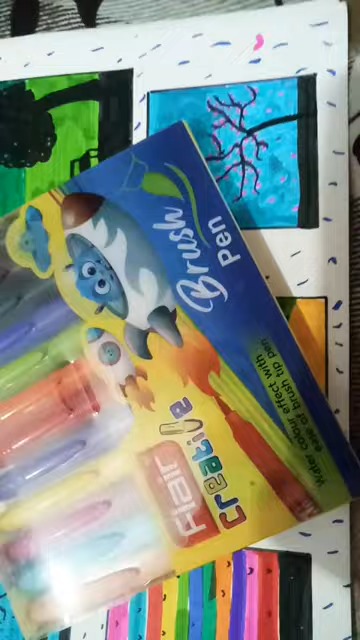 Brush
Pen
Water colour effect with
ease of brush tip pen
Flair
Creative